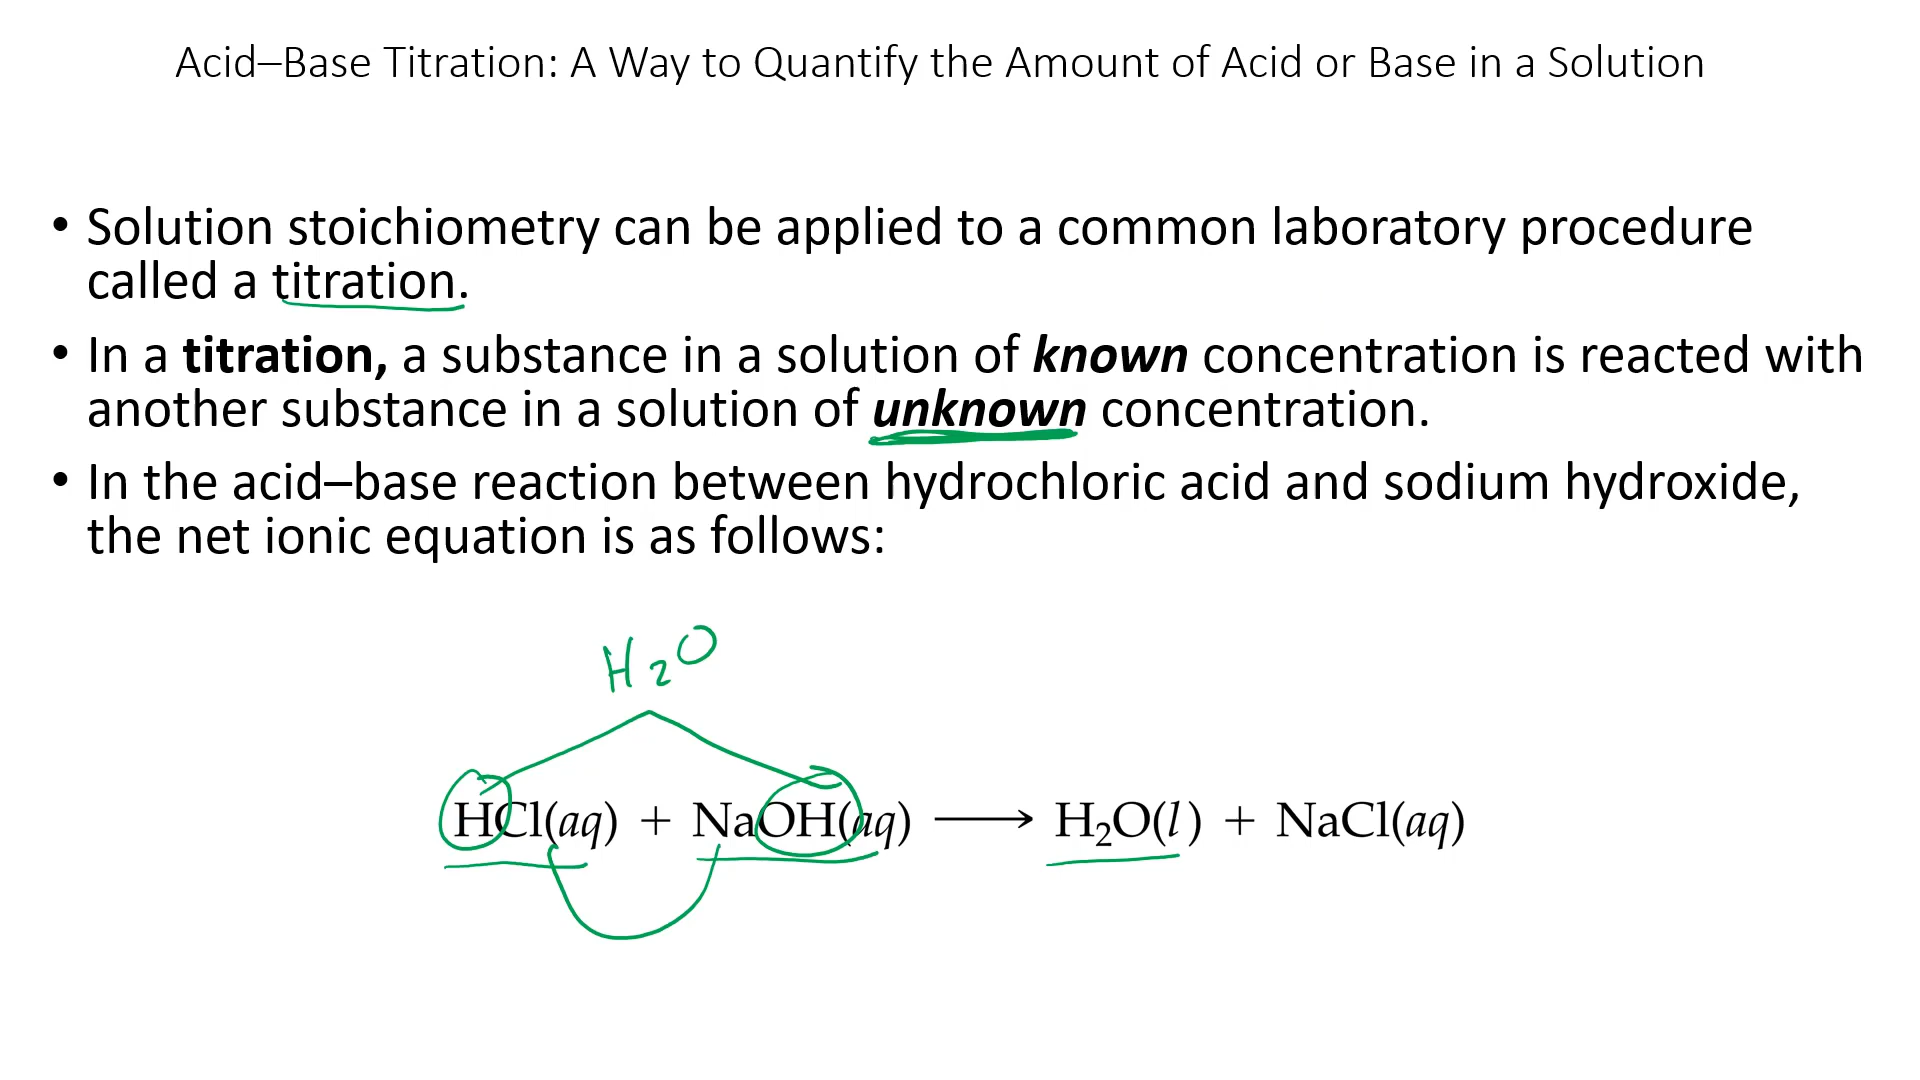 Acid–Base Titration: A Way to Quantify the Amount of Acid or Base in a Solution
• Solution stoichiometry can be applied to a common laboratory procedure
called a titration.
• In a titration, a substance in a solution of known concentration is reacted with
another substance in a solution of unknown concentration.
• In the acid–base reaction between hydrochloric acid and sodium hydroxide,
the net ionic equation is as follows:
H₂O
HCl(aq) + NaOH(aq) ⟶ H₂O(l) + NaCl(aq)